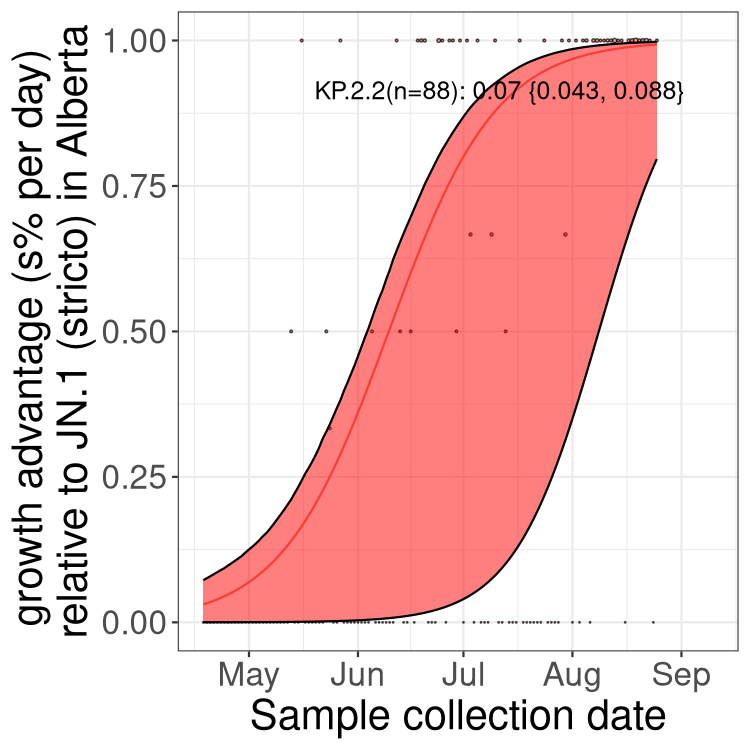 growth advantage (s% per day)
relative to JN.1 (stricto) in Alberta
1.00
0.75
0.50
0.25
0.00
KP.2.2(n=88): 0.07 {0.043, 0.088}
May Jun Jul Aug Sep
Sample collection date